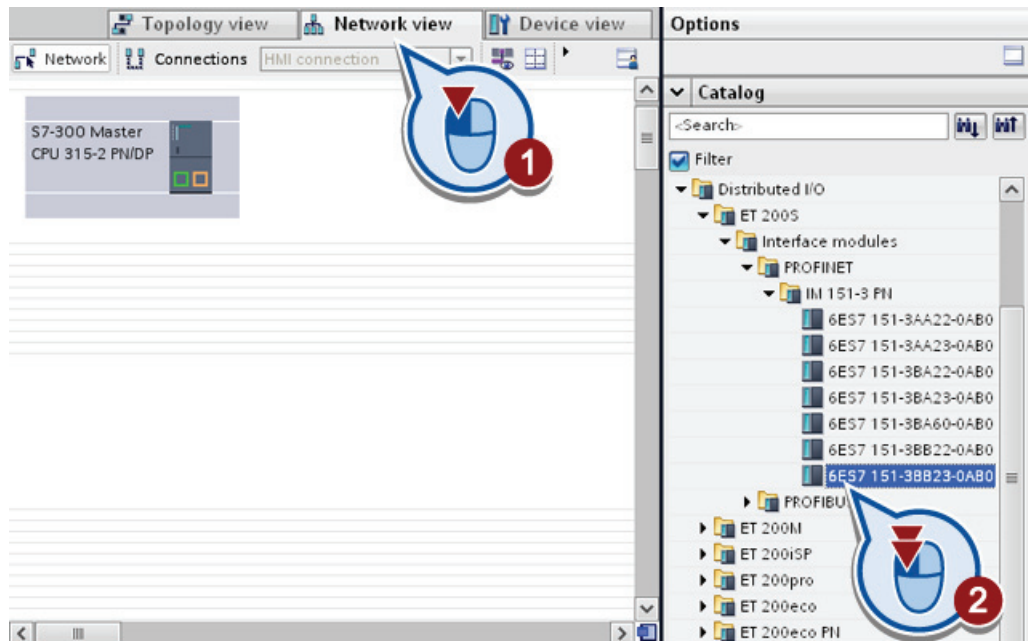 Topology view
Network view
Device view
Options
Network
Connections
HMI connection
Catalog
S7-300 Master
CPU 315-2 PN/DP
1
<Search>
Filter
Distributed I/O
ET 200S
Interface modules
PROFINET
IM 151-3 PN
6ES7 151-3AA22-0AB0
6ES7 151-3AA23-0AB0
6ES7 151-3BA22-0AB0
6ES7 151-3BA23-0AB0
6ES7 151-3BA60-0AB0
6ES7 151-3BB22-0AB0
6ES7 151-3BB23-0AB0
PROFIBU
ET 200M
ET 200iSP
ET 200pro
ET 200eco
ET 200eco PN
2